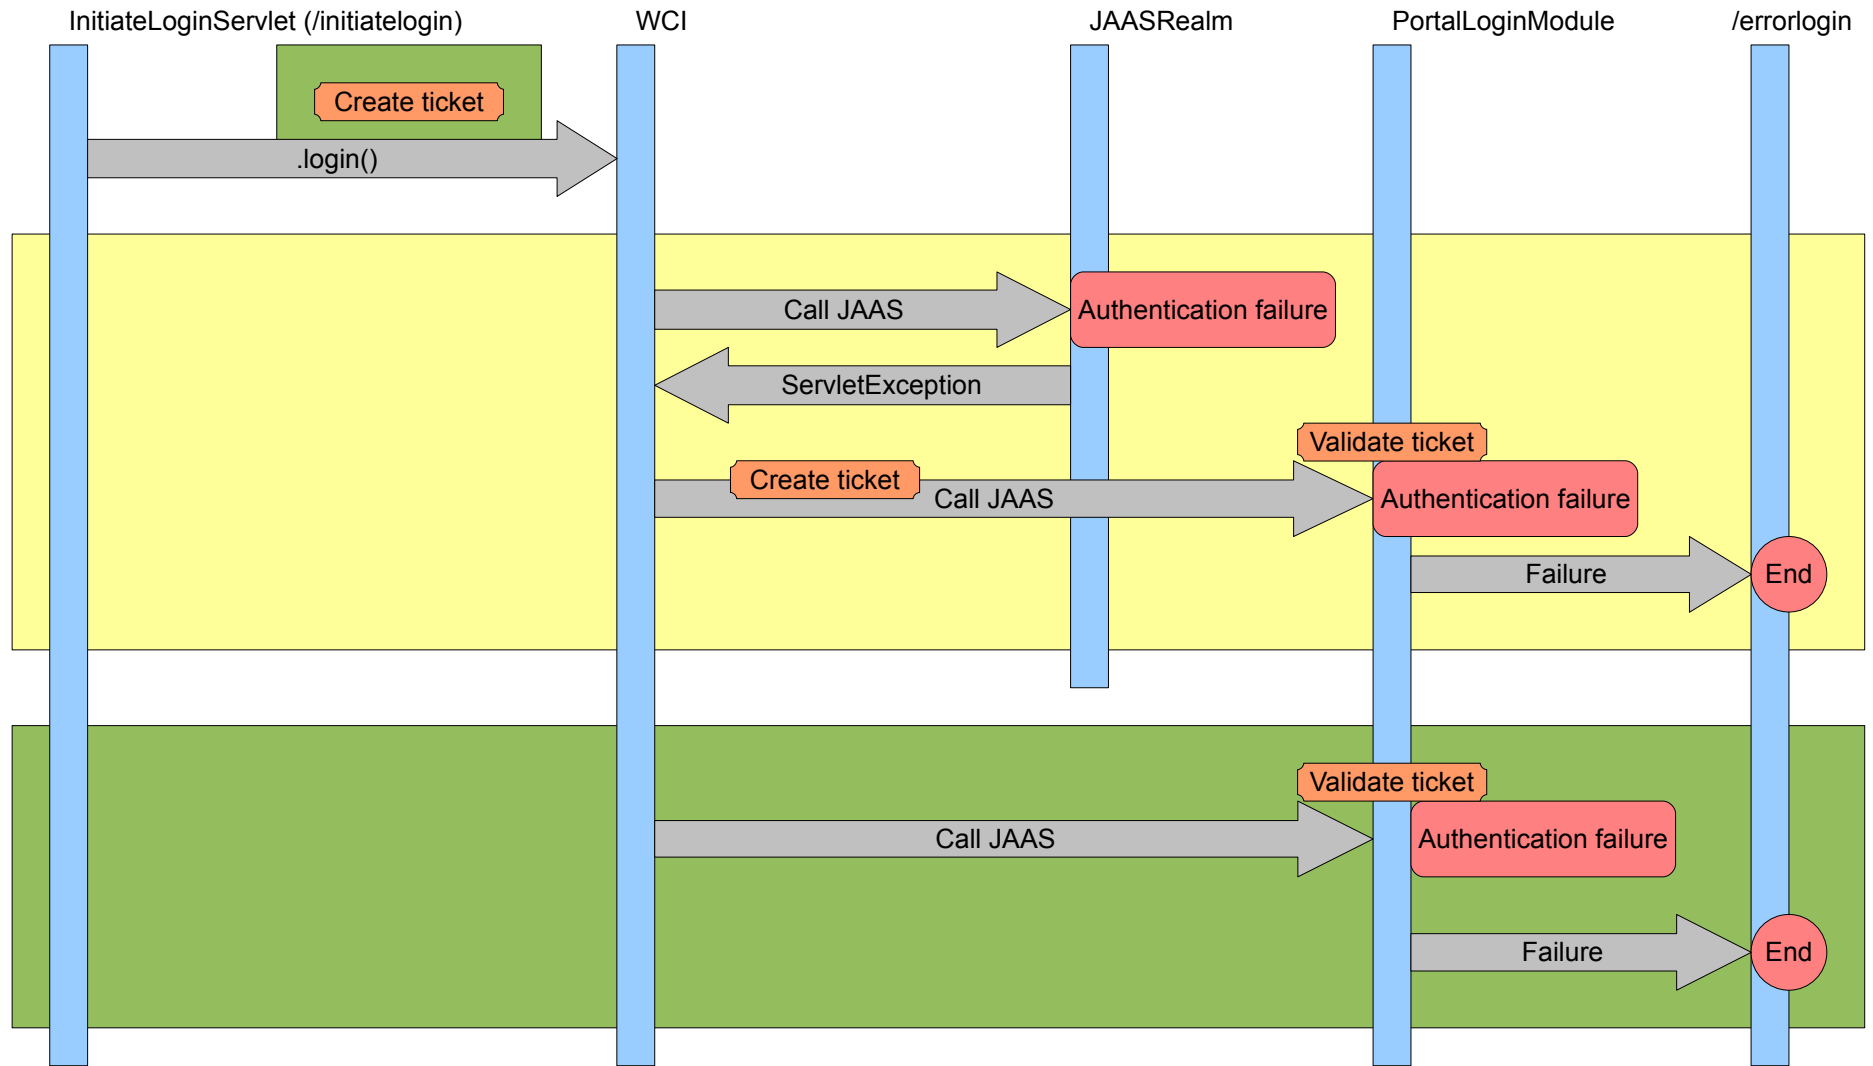 InitiateLoginServlet (/initiatelogin)
WCI
JAASRealm
PortalLoginModule
/errorlogin
Create ticket
.login()
Call JAAS
Authentication failure
ServletException
Validate ticket
Create ticket
Call JAAS
Authentication failure
Failure
End
Validate ticket
Call JAAS
Authentication failure
Failure
End